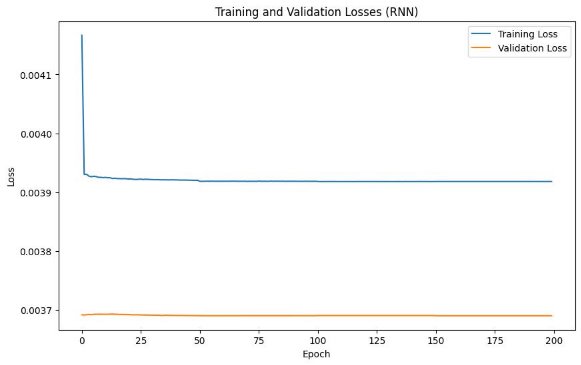 Training and Validation Losses (RNN)
Training Loss
Validation Loss
0.0041
0.0040
0.0039
0.0038
0.0037
Loss
0 25 50 75 100 125 150 175 200
Epoch